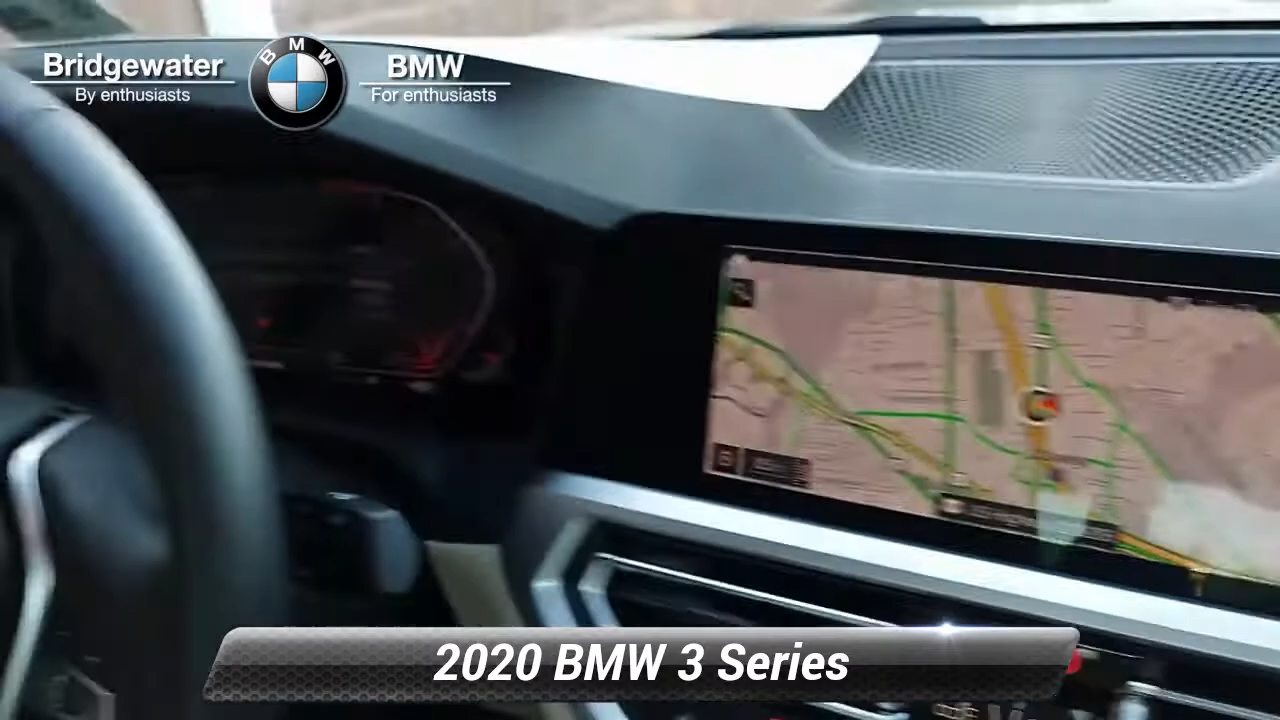 Bridgewater
By enthusiasts
BMW
BMW
For enthusiasts
2020 BMW 3 Series